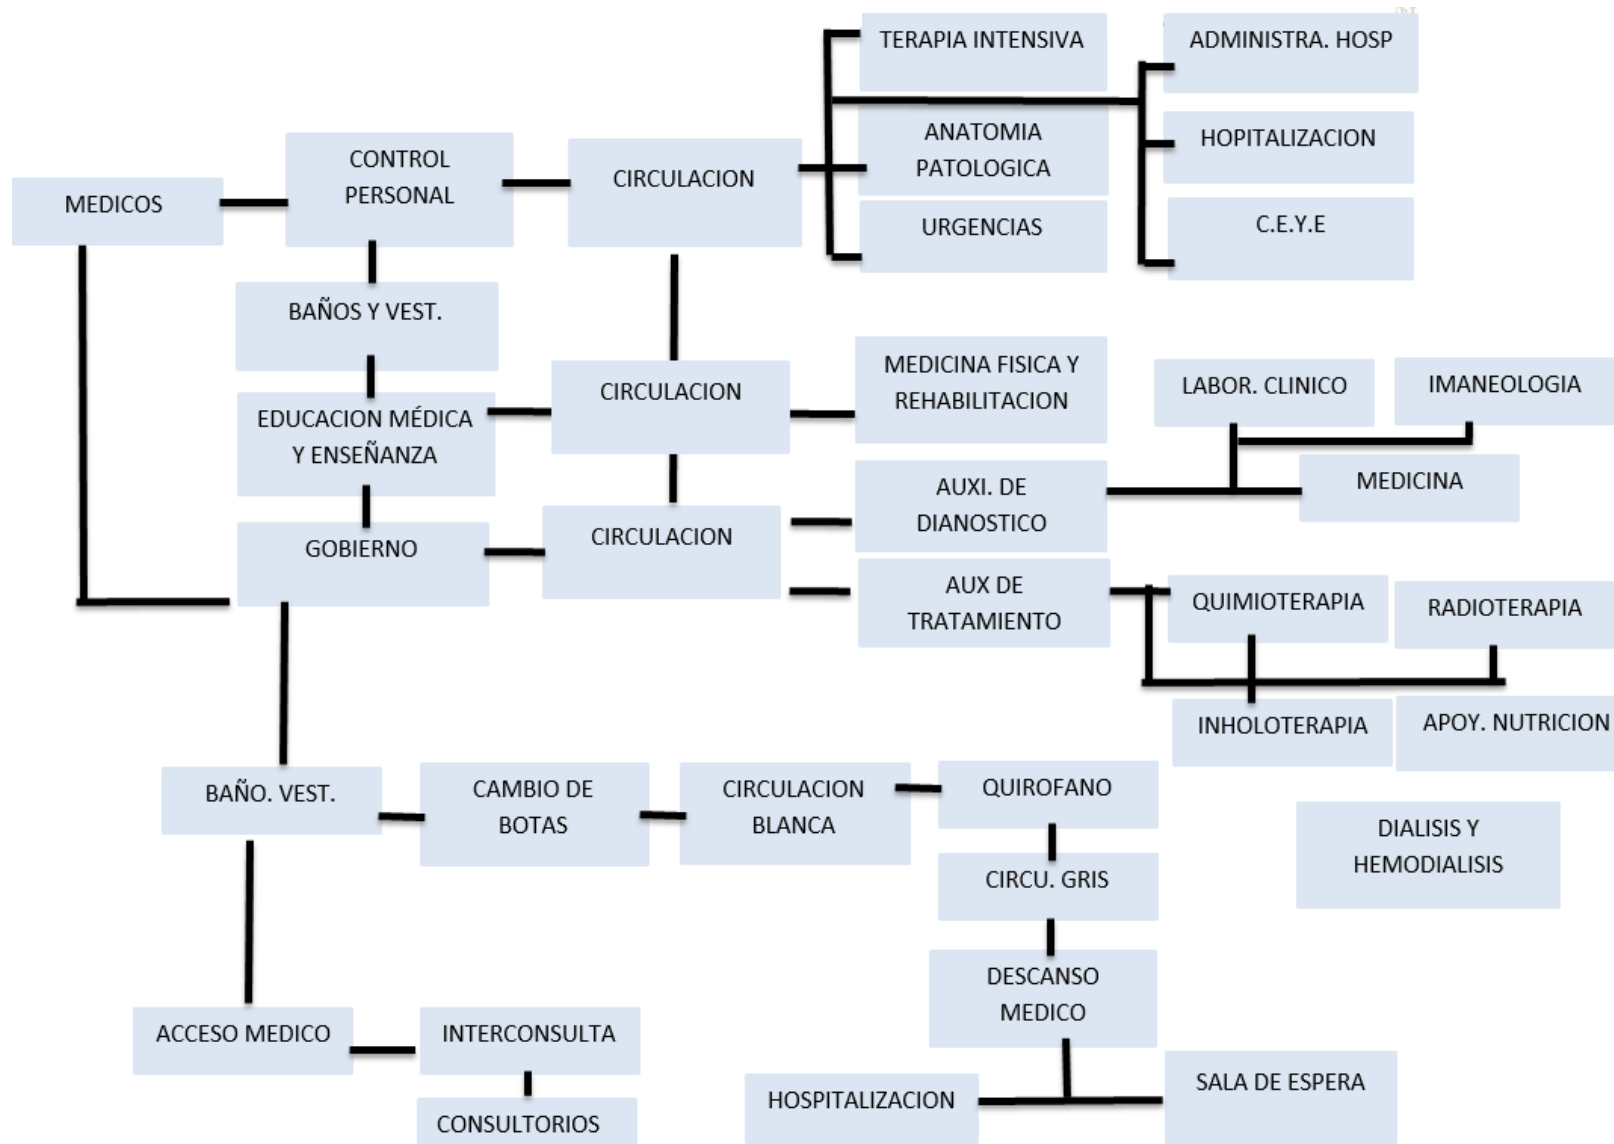 TERAPIA INTENSIVA
ADMINISTRA. HOSP
ANATOMIA
PATOLOGICA
HOPITALIZACION
URGENCIAS
C.E.Y.E
MEDICOS
CONTROL
PERSONAL
CIRCULACION
BAÑOS Y VEST.
EDUCACION MÉDICA
Y ENSEÑANZA
CIRCULACION
MEDICINA FISICA Y
REHABILITACION
LABOR. CLINICO
IMANEOLOGIA
MEDICINA
GOBIERNO
CIRCULACION
AUXI. DE
DIANOSTICO
AUX DE
TRATAMIENTO
QUIMIOTERAPIA
RADIOTERAPIA
INHOLOTERAPIA
APOY. NUTRICION
DIALISIS Y
HEMODIALISIS
BAÑO. VEST.
CAMBIO DE
BOTAS
CIRCULACION
BLANCA
QUIROFANO
CIRCU. GRIS
DESCANSO
MEDICO
ACCESO MEDICO
INTERCONSULTA
CONSULTORIOS
HOSPITALIZACION
SALA DE ESPERA